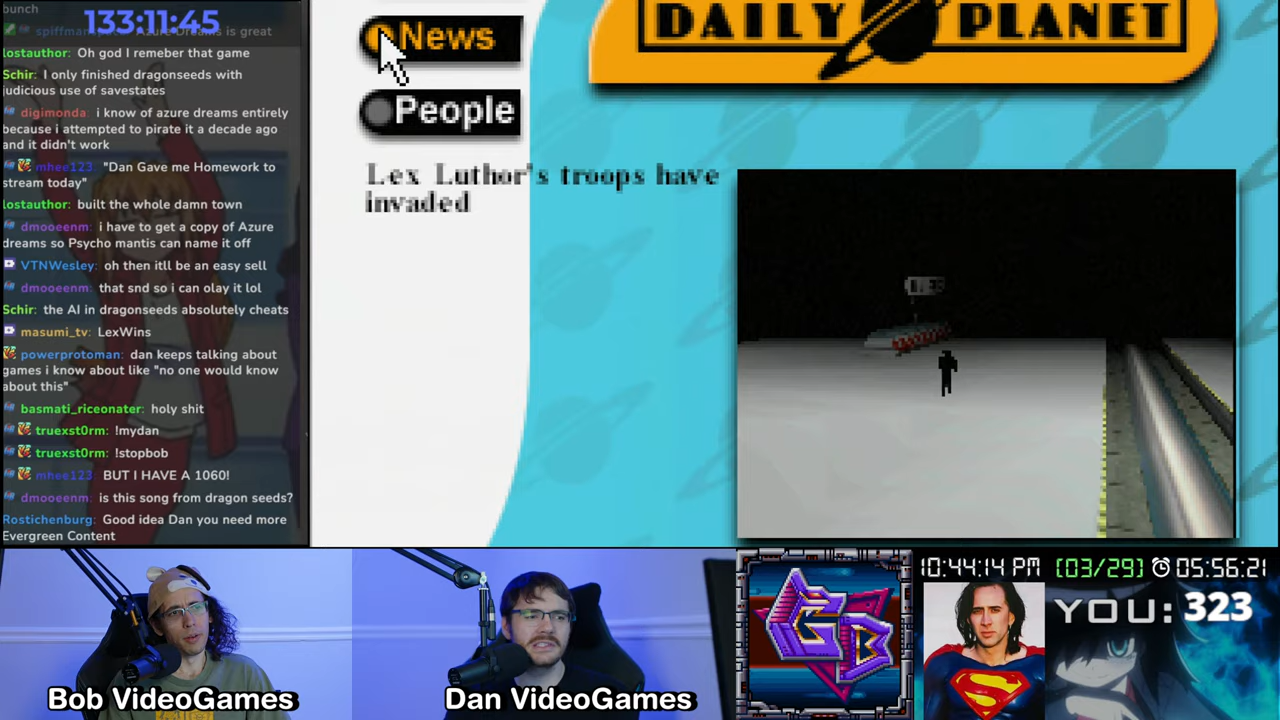 bunch
133:11:45
Azure Dreams is great
lostauthor: Oh god I remeber that game
Schir: I only finished dragonseeds with
judicious use of savestates
digimonda: i know of azure dreams entirely
because i attempted to pirate it a decade ago
and it didn't work
mhee123: "Dan Gave me Homework to
stream today"
lostauthor: built the whole damn town
dmooeenm: i have to get a copy of Azure
dreams so Psycho mantis can name it off
VTNWesley: oh then itll be an easy sell
dmooeenm: that snd so i can olay it lol
Schir: the AI in dragonseeds absolutely cheats
masumi_tv: LexWins
powerprotoman: dan keeps talking about
games i know about like "no one would know
about this"
basmati_riceonater: holy shit
truexst0rm: !mydan
truexst0rm: !stopbob
mhee123: BUT I HAVE A 1060!
dmooeenm: is this song from dragon seeds?
Rostichenburg: Good idea Dan you need more
Evergreen Content
News
People
DAILY PLANET
Lex Luthor's troops have
invaded
Bob VideoGames
Dan VideoGames
GB
10:44:14 PM [03/29] 05:56:21
YOU: 323